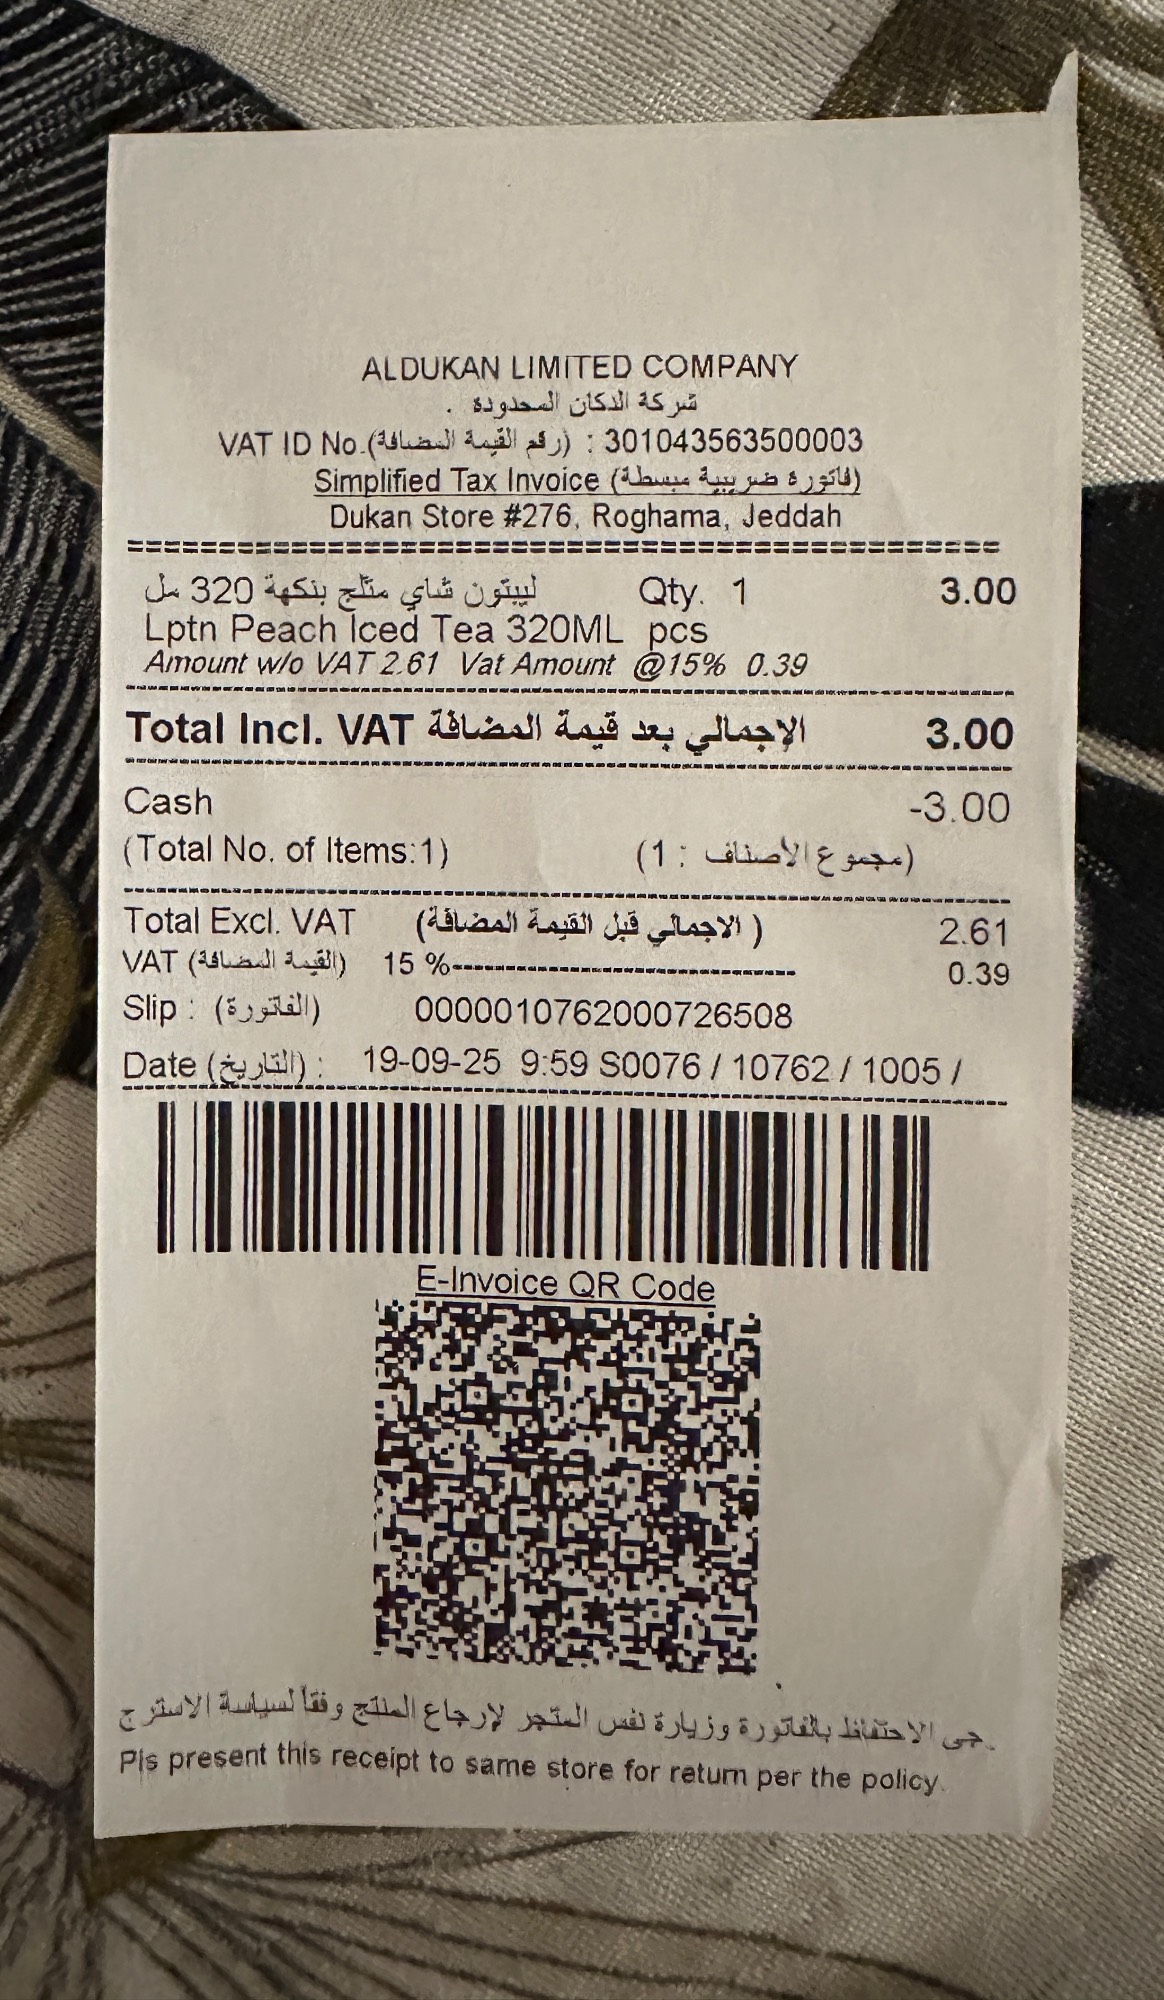 ALDUKAN LIMITED COMPANY
شركة الدكان المحدودة .
VAT ID No.(رقم القيمة المضافة) : 301043563500003
Simplified Tax Invoice (فاتورة ضريبية مبسطة)
Dukan Store #276, Roghama, Jeddah
ليبتون شاي مثلج بنكهة 320 مل Qty. 1 3.00
Lptn Peach Iced Tea 320ML pcs
Amount w/o VAT 2.61 Vat Amount @15% 0.39
Total Incl. VAT الإجمالي بعد قيمة المضافة 3.00
Cash -3.00
(Total No. of Items:1) (مجموع الأصناف : 1)
Total Excl. VAT (الاجمالي قبل القيمة المضافة ) 2.61
VAT (القيمة المضافة) 15 %-------------------------------- 0.39
Slip : (الفاتورة) 0000010762000726508
Date (التاريخ) : 19-09-25 9:59 S0076 / 10762 / 1005 /
E-Invoice QR Code
جى الاحتفاظ بالفاتورة وزيارة نفس المتجر لإرجاع المنتج وفقا لسياسة الاسترج.
Pls present this receipt to same store for return per the policy.